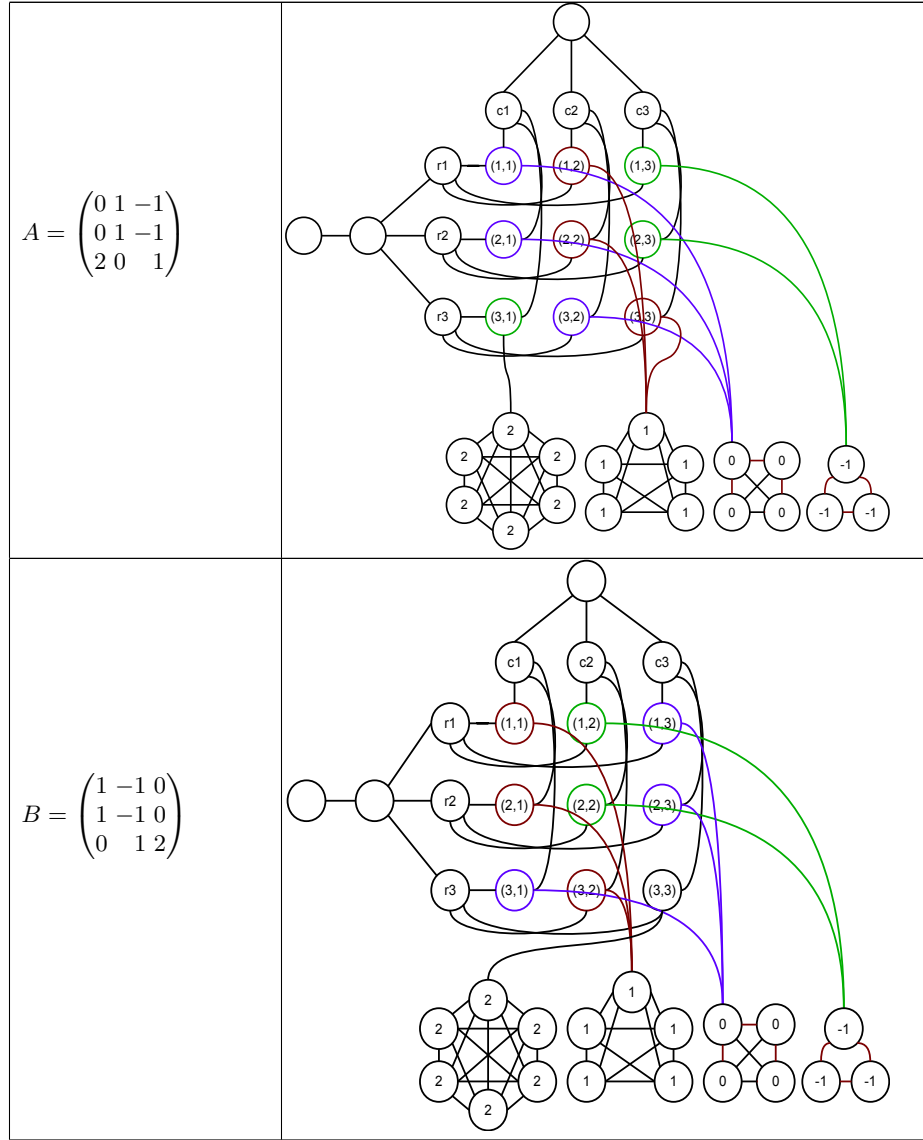 A = (0 1 −1
0 1 −1
2 0 1)
c1 c2 c3
r1 (1,1) (1,2) (1,3)
r2 (2,1) (2,2) (2,3)
r3 (3,1) (3,2) (3,3)
2 1
2 2 1 1 0 0 -1
2 2 1 1 0 0 -1 -1
2
B = (1 −1 0
1 −1 0
0 1 2)
c1 c2 c3
r1 (1,1) (1,2) (1,3)
r2 (2,1) (2,2) (2,3)
r3 (3,1) (3,2) (3,3)
2 1
2 2 1 1 0 0 -1
2 2 1 1 0 0 -1 -1
2